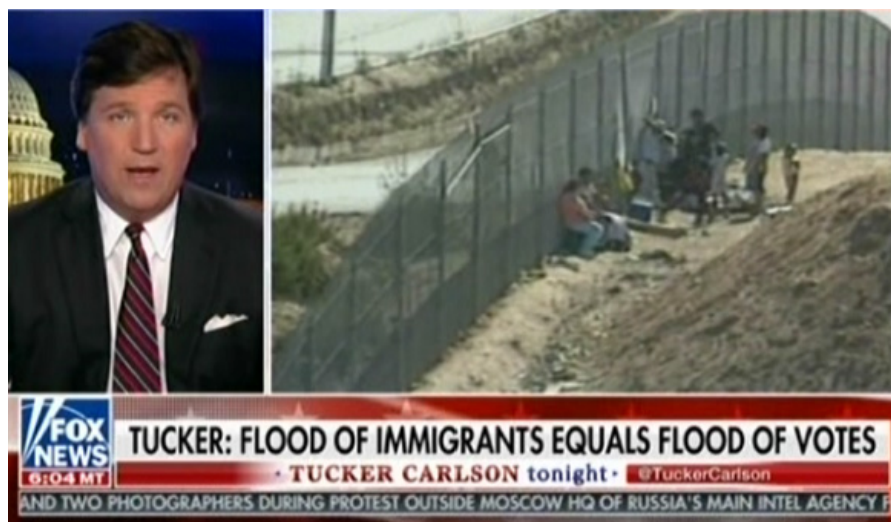 FOX
NEWS
6:04 MT
TUCKER: FLOOD OF IMMIGRANTS EQUALS FLOOD OF VOTES
TUCKER CARLSON tonight
@TuckerCarlson
AND TWO PHOTOGRAPHERS DURING PROTEST OUTSIDE MOSCOW HQ OF RUSSIA'S MAIN INTEL AGENCY